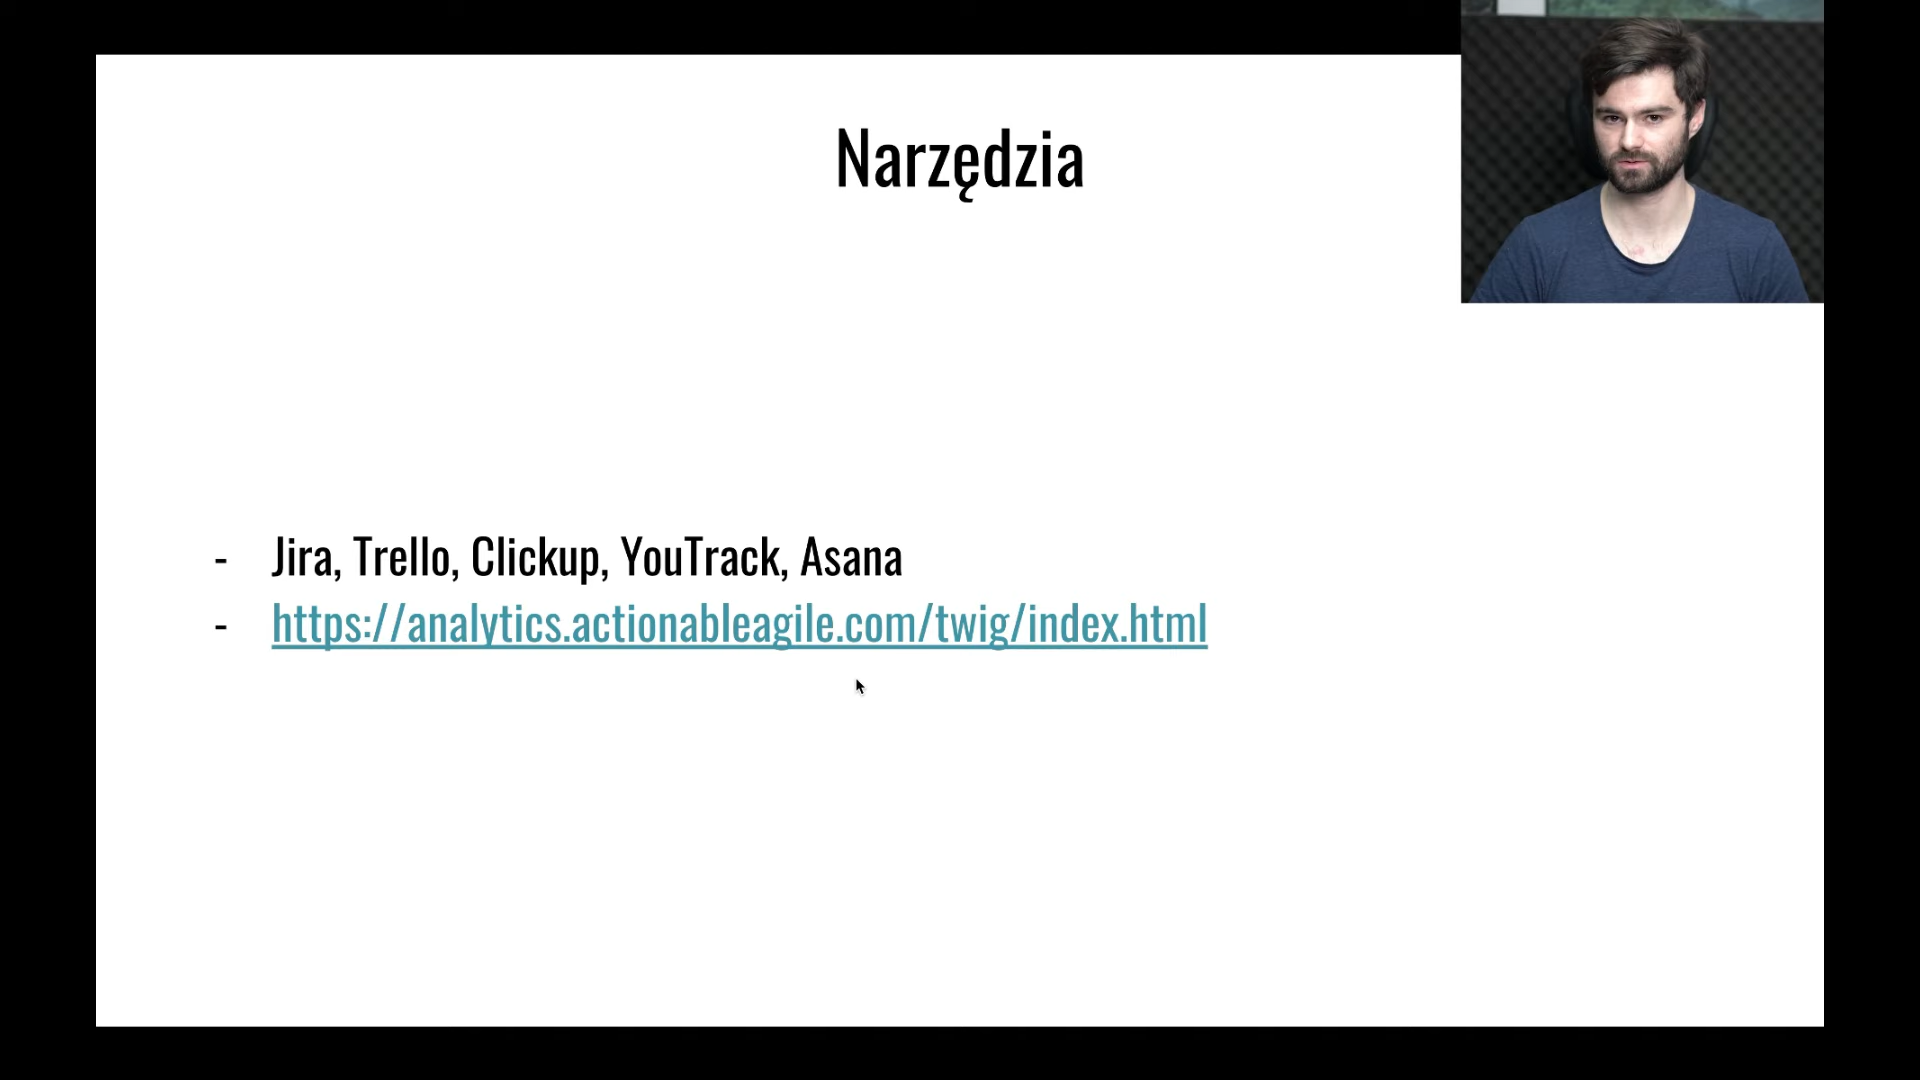 Narzędzia
- Jira, Trello, Clickup, YouTrack, Asana
- https://analytics.actionableagile.com/twig/index.html